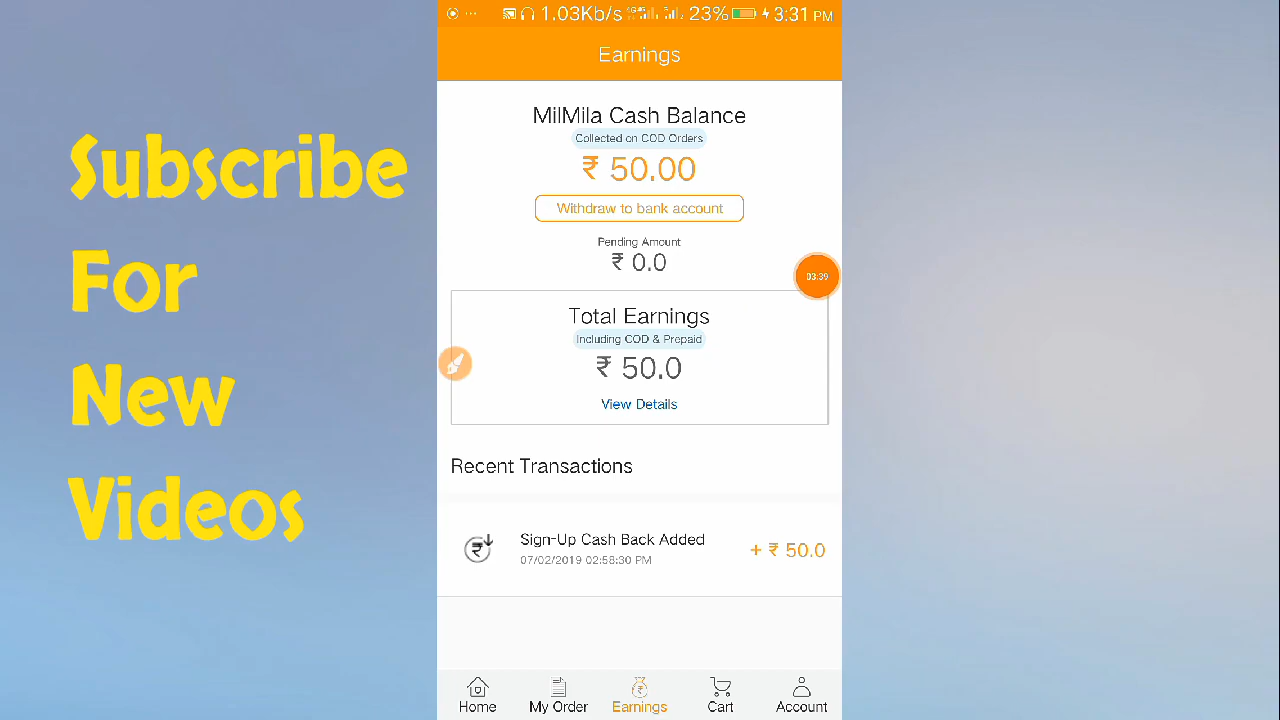 Subscribe
For
New
Videos
1.03Kb/s 23% 3:31 PM
Earnings
MilMila Cash Balance
Collected on COD Orders
₹ 50.00
Withdraw to bank account
Pending Amount
₹ 0.0
03:39
Total Earnings
Including COD & Prepaid
₹ 50.0
View Details
Recent Transactions
Sign-Up Cash Back Added
+ ₹ 50.0
07/02/2019 02:58:30 PM
Home My Order Earnings Cart Account